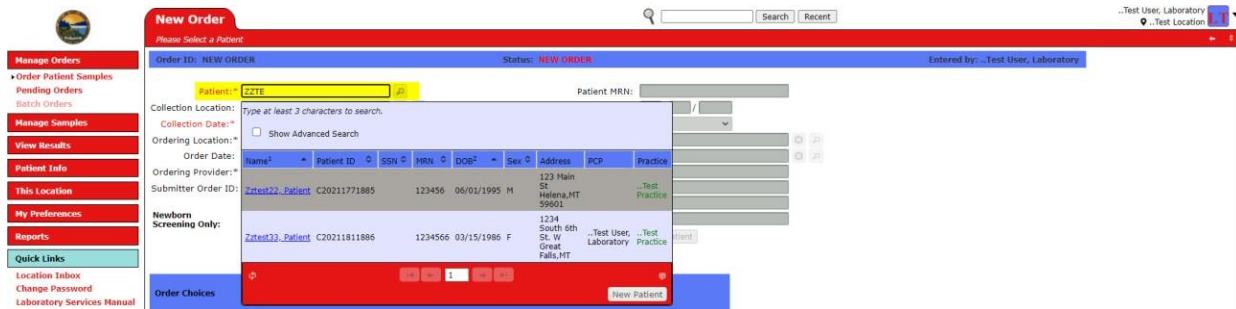 New Order
Search
Recent
..Test User, Laboratory
..Test Location
LT
Please Select a Patient
Manage Orders
Order Patient Samples
Pending Orders
Batch Orders
Manage Samples
View Results
Patient Info
This Location
My Preferences
Reports
Quick Links
Location Inbox
Change Password
Laboratory Services Manual
Order ID: NEW ORDER
Status: NEW ORDER
Entered by: ..Test User, Laboratory
Patient:* ZZTE
Patient MRN:
Collection Location:
/
Collection Date:*
Ordering Location:*
Order Date:
Ordering Provider:*
Submitter Order ID:
Newborn
Screening Only:
Type at least 3 characters to search.
Show Advanced Search
Name1 Patient ID SSN MRN DOB2 Sex Address PCP Practice
Zztest22, Patient C20211771885 123456 06/01/1995 M 123 Main St Helena,MT 59601 ..Test Practice
Zztest33, Patient C20211811886 1234566 03/15/1986 F 1234 South 6th St. W Great Falls,MT ..Test User, Laboratory ..Test Practice
1
New Patient
Order Choices